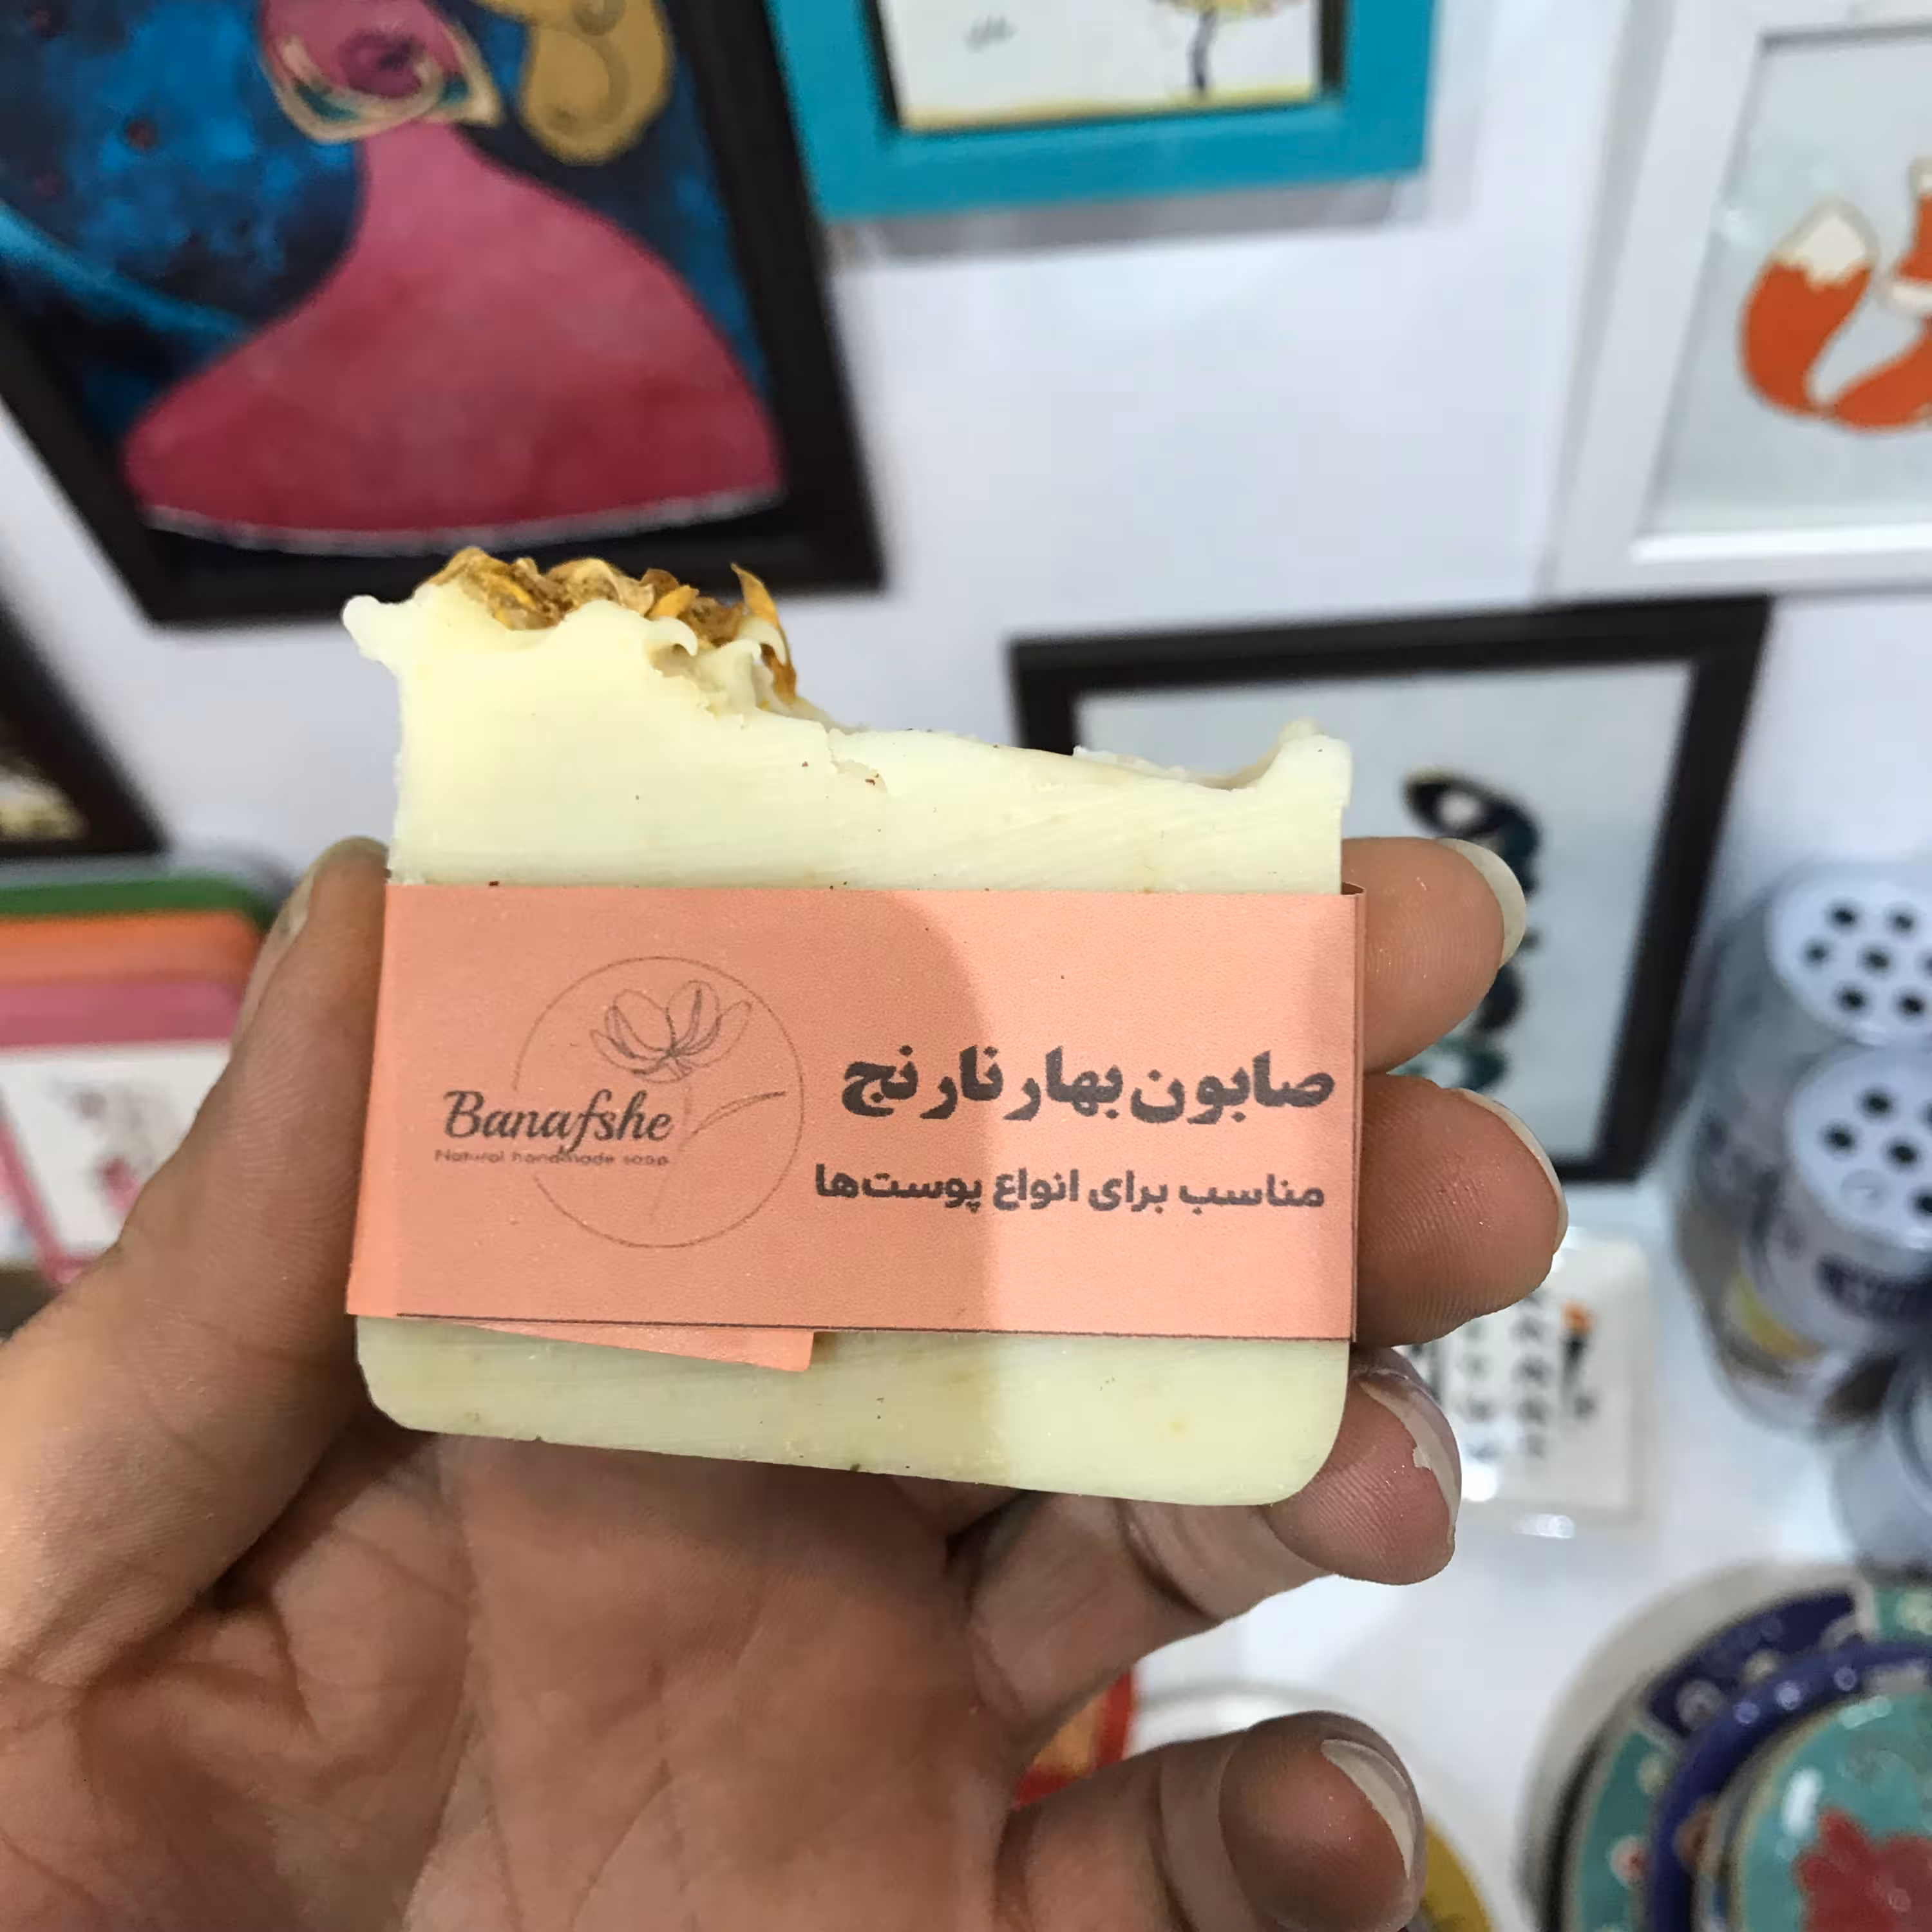 صابون بهار نارنج
مناسب برای انواع پوست‌ها
Banafshe
Natural handmade soap